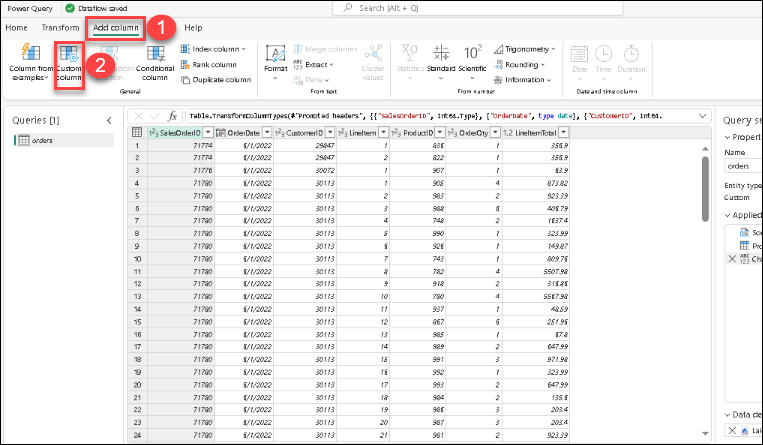 Power Query Dataflow saved Search (Alt + Q)
Home Transform Add column 1 Help
2
Column from examples Custom column Conditional column
Index column
Rank column
Duplicate column
General
Format
Merge columns
ABC 123 Extract
Parse
From text
Cluster values
Statistics Standard Scientific
Trigonometry
Rounding
Information
From number
Date Time Duration
Date and time column
Queries [1]
orders
fx Table.TransformColumnTypes(#"Promoted headers", {{"SalesOrderID", Int64.Type}, {"OrderDate", type date}, {"CustomerID", Int64.
SalesOrderID OrderDate CustomerID LineItem ProductID OrderQty LineItemTotal
1 71774 6/1/2022 29847 1 836 1 356.9
2 71774 6/1/2022 29847 2 822 1 356.9
3 71776 6/1/2022 30072 1 907 1 63.9
4 71780 6/1/2022 30113 1 905 4 873.82
5 71780 6/1/2022 30113 2 983 2 923.39
6 71780 6/1/2022 30113 3 988 6 406.79
7 71780 6/1/2022 30113 4 748 2 1637.4
8 71780 6/1/2022 30113 5 990 1 323.99
9 71780 6/1/2022 30113 6 926 1 149.87
10 71780 6/1/2022 30113 7 743 1 809.76
11 71780 6/1/2022 30113 8 782 4 5507.98
12 71780 6/1/2022 30113 9 918 2 316.86
13 71780 6/1/2022 30113 10 780 4 5567.98
14 71780 6/1/2022 30113 11 937 1 48.59
15 71780 6/1/2022 30113 12 867 6 251.96
16 71780 6/1/2022 30113 13 985 1 67.8
17 71780 6/1/2022 30113 14 989 2 647.99
18 71780 6/1/2022 30113 15 991 3 971.98
19 71780 6/1/2022 30113 16 992 1 323.99
20 71780 6/1/2022 30113 17 993 2 647.99
21 71780 6/1/2022 30113 18 984 2 135.6
22 71780 6/1/2022 30113 19 986 3 203.4
23 71780 6/1/2022 30113 20 987 3 203.4
24 71780 6/1/2022 30113 21 981 2 923.39
Query se
Propert
Name
orders
Entity type
Custom
Applied
Sou
Pro
Cha
Data de
Lak